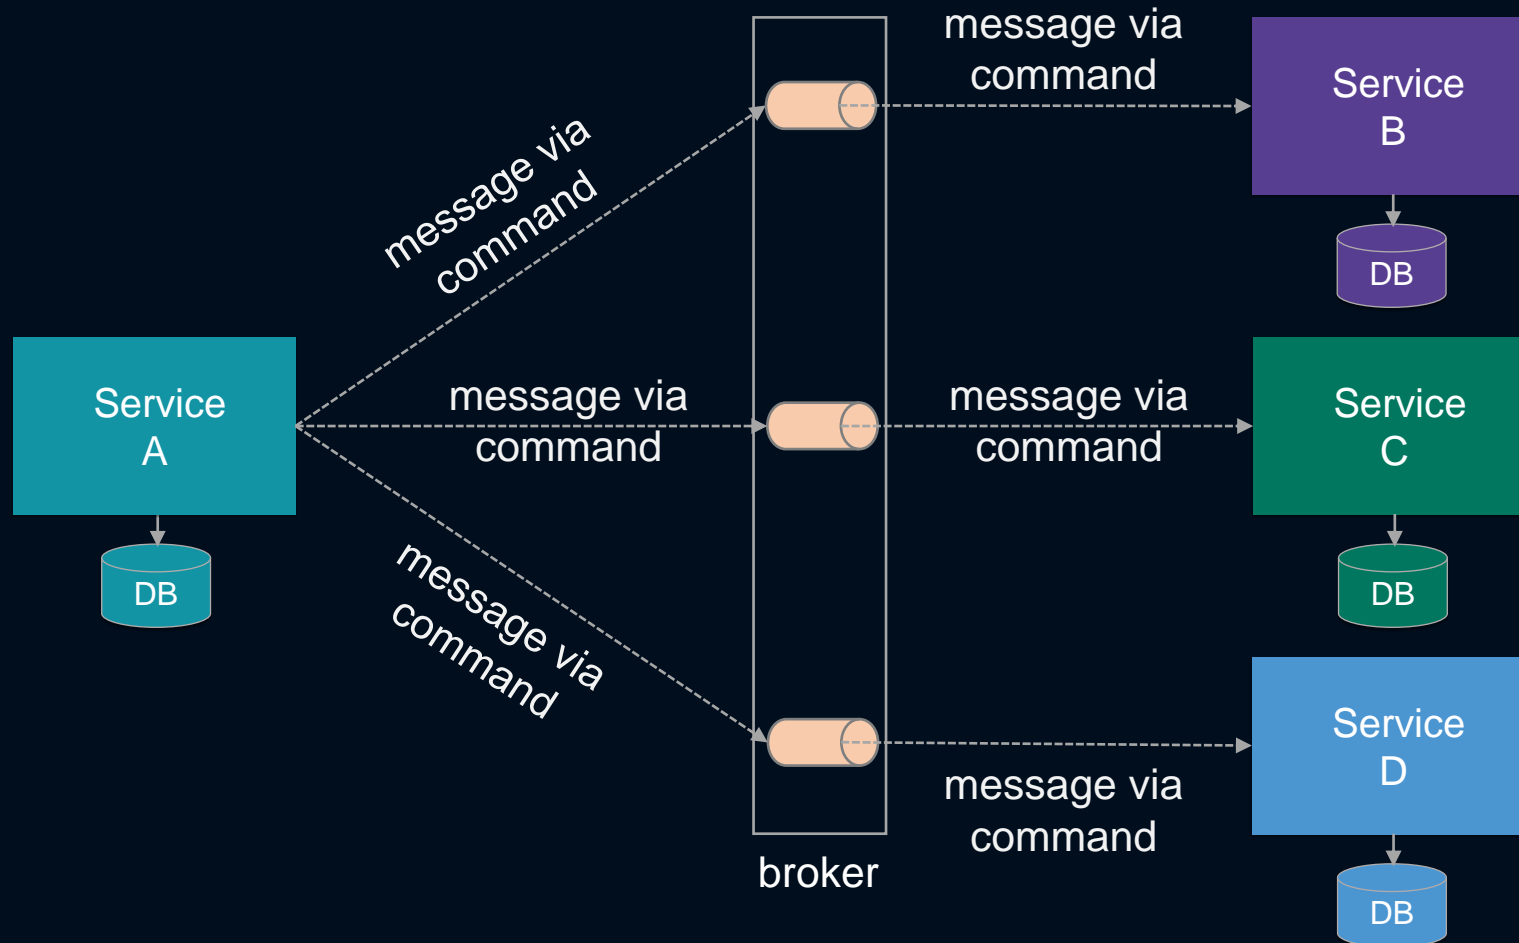 message via
command
Service
B
DB
message via
command
Service
A
DB
message via
command
message via
command
Service
C
DB
message via
command
message via
command
Service
D
DB
broker